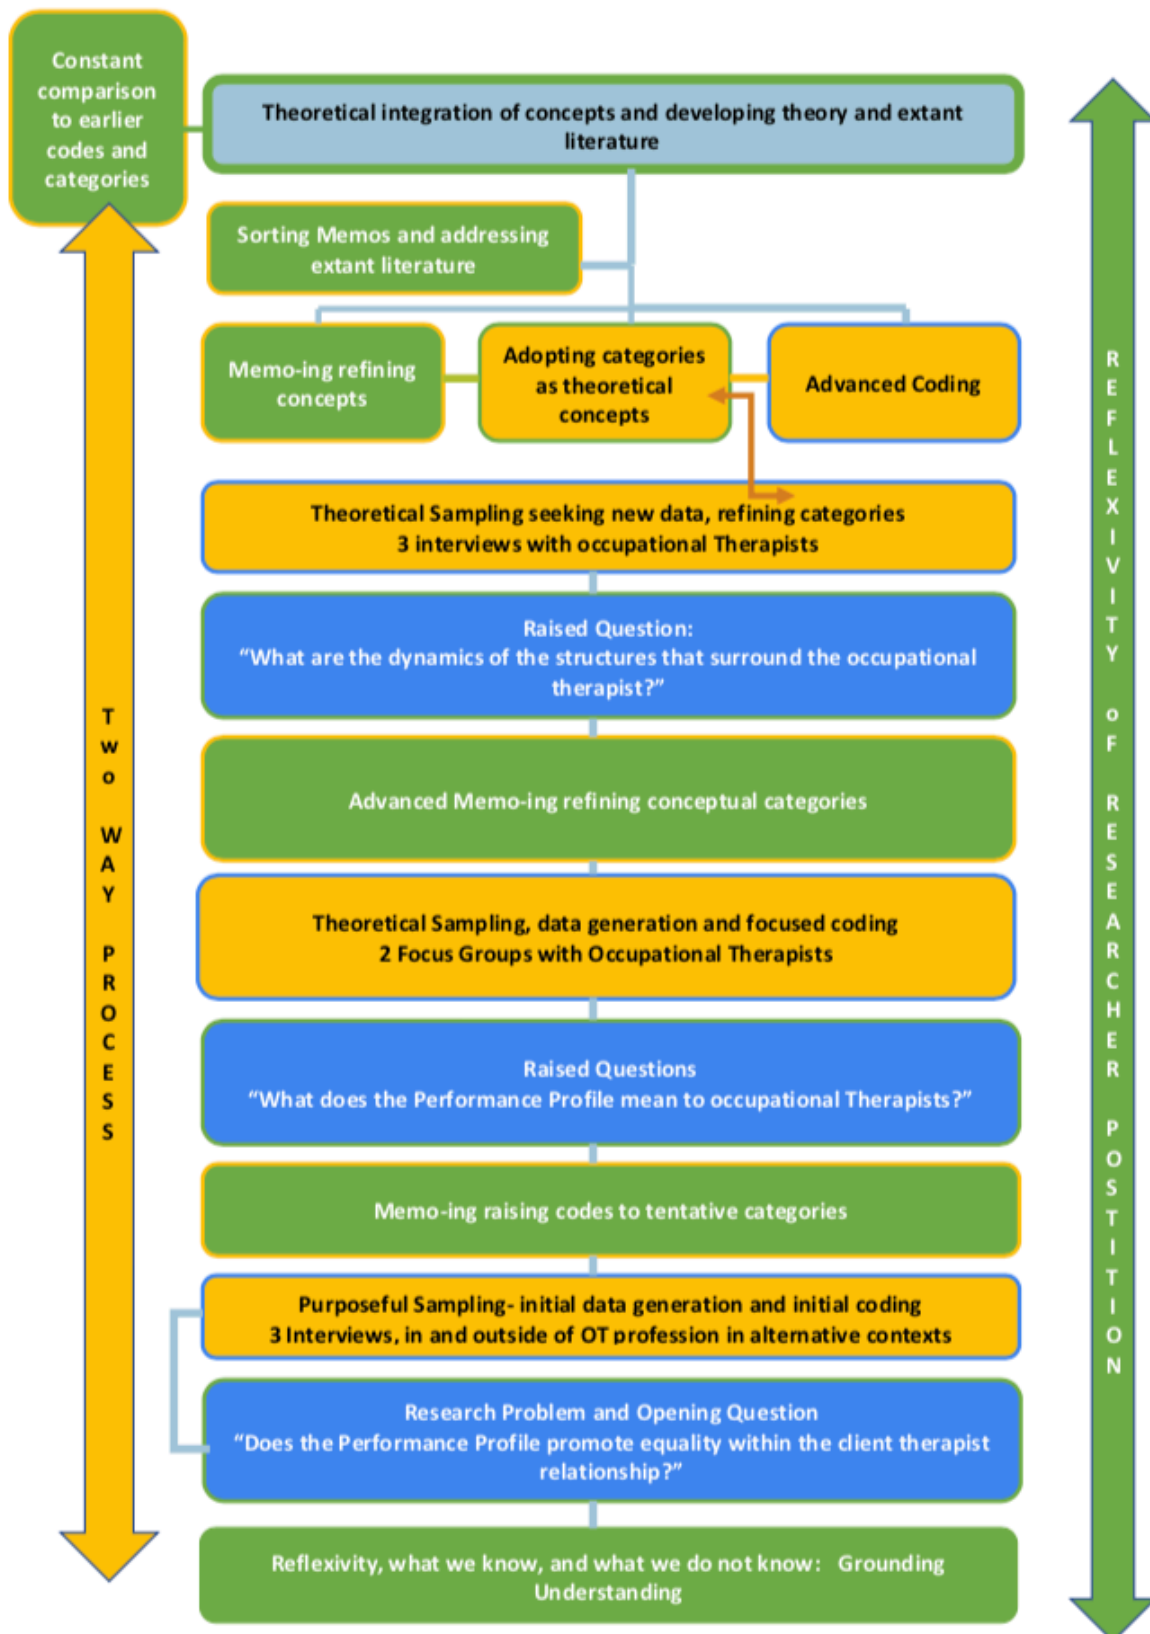 Constant
comparison
to earlier
codes and
categories
Theoretical integration of concepts and developing theory and extant
literature
Sorting Memos and addressing
extant literature
Memo-ing refining
concepts
Adopting categories
as theoretical
concepts
Advanced Coding
Theoretical Sampling seeking new data, refining categories
3 interviews with occupational Therapists
Raised Question:
“What are the dynamics of the structures that surround the occupational
therapist?”
Advanced Memo-ing refining conceptual categories
Theoretical Sampling, data generation and focused coding
2 Focus Groups with Occupational Therapists
Raised Questions
“What does the Performance Profile mean to occupational Therapists?”
Memo-ing raising codes to tentative categories
Purposeful Sampling- initial data generation and initial coding
3 Interviews, in and outside of OT profession in alternative contexts
Research Problem and Opening Question
“Does the Performance Profile promote equality within the client therapist
relationship?”
Reflexivity, what we know, and what we do not know: Grounding
Understanding
Two WAY PROCESS
REFLEXIVITY oF RESEARCHER POSTITION